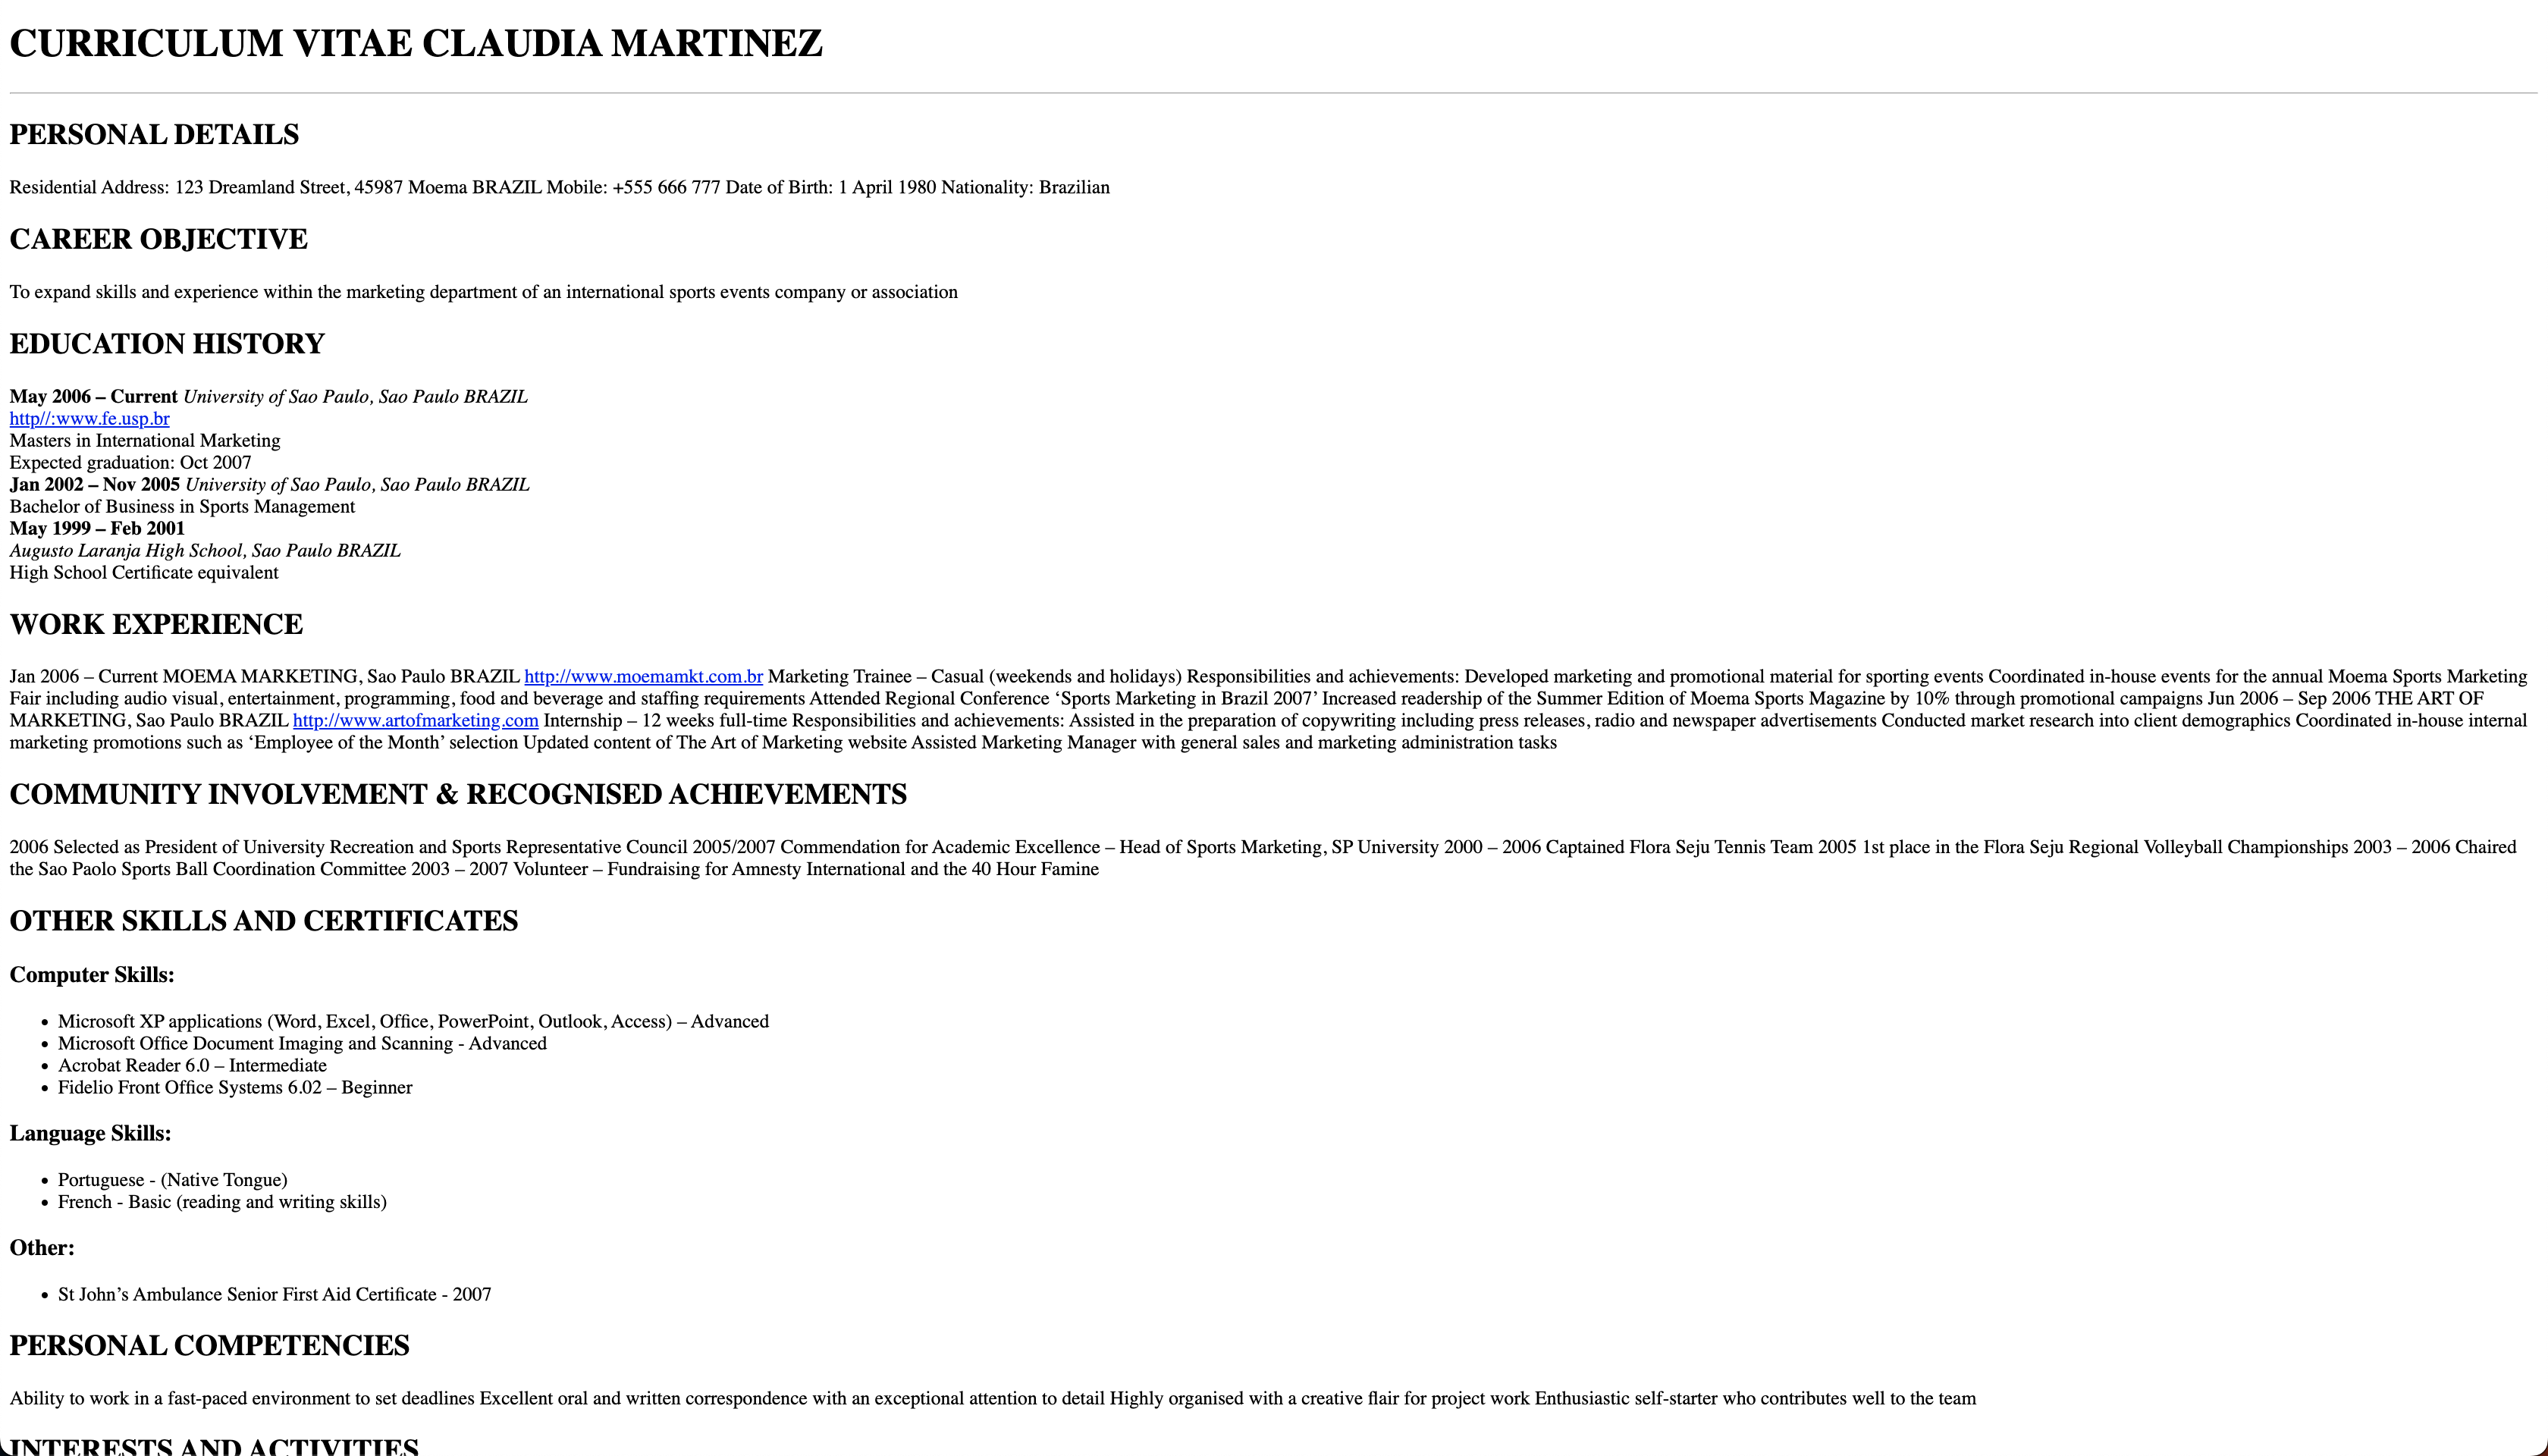 CURRICULUM VITAE CLAUDIA MARTINEZ
PERSONAL DETAILS
Residential Address: 123 Dreamland Street, 45987 Moema BRAZIL Mobile: +555 666 777 Date of Birth: 1 April 1980 Nationality: Brazilian
CAREER OBJECTIVE
To expand skills and experience within the marketing department of an international sports events company or association
EDUCATION HISTORY
May 2006 – Current University of Sao Paulo, Sao Paulo BRAZIL
http//:www.fe.usp.br
Masters in International Marketing
Expected graduation: Oct 2007
Jan 2002 – Nov 2005 University of Sao Paulo, Sao Paulo BRAZIL
Bachelor of Business in Sports Management
May 1999 – Feb 2001
Augusto Laranja High School, Sao Paulo BRAZIL
High School Certificate equivalent
WORK EXPERIENCE
Jan 2006 – Current MOEMA MARKETING, Sao Paulo BRAZIL http://www.moemamkt.com.br Marketing Trainee – Casual (weekends and holidays) Responsibilities and achievements: Developed marketing and promotional material for sporting events Coordinated in-house events for the annual Moema Sports Marketing
Fair including audio visual, entertainment, programming, food and beverage and staffing requirements Attended Regional Conference ‘Sports Marketing in Brazil 2007’ Increased readership of the Summer Edition of Moema Sports Magazine by 10% through promotional campaigns Jun 2006 – Sep 2006 THE ART OF
MARKETING, Sao Paulo BRAZIL http://www.artofmarketing.com Internship – 12 weeks full-time Responsibilities and achievements: Assisted in the preparation of copywriting including press releases, radio and newspaper advertisements Conducted market research into client demographics Coordinated in-house internal
marketing promotions such as ‘Employee of the Month’ selection Updated content of The Art of Marketing website Assisted Marketing Manager with general sales and marketing administration tasks
COMMUNITY INVOLVEMENT & RECOGNISED ACHIEVEMENTS
2006 Selected as President of University Recreation and Sports Representative Council 2005/2007 Commendation for Academic Excellence – Head of Sports Marketing, SP University 2000 – 2006 Captained Flora Seju Tennis Team 2005 1st place in the Flora Seju Regional Volleyball Championships 2003 – 2006 Chaired
the Sao Paolo Sports Ball Coordination Committee 2003 – 2007 Volunteer – Fundraising for Amnesty International and the 40 Hour Famine
OTHER SKILLS AND CERTIFICATES
Computer Skills:
• Microsoft XP applications (Word, Excel, Office, PowerPoint, Outlook, Access) – Advanced
• Microsoft Office Document Imaging and Scanning - Advanced
• Acrobat Reader 6.0 – Intermediate
• Fidelio Front Office Systems 6.02 – Beginner
Language Skills:
• Portuguese - (Native Tongue)
• French - Basic (reading and writing skills)
Other:
• St John’s Ambulance Senior First Aid Certificate - 2007
PERSONAL COMPETENCIES
Ability to work in a fast-paced environment to set deadlines Excellent oral and written correspondence with an exceptional attention to detail Highly organised with a creative flair for project work Enthusiastic self-starter who contributes well to the team
INTERESTS AND ACTIVITIES